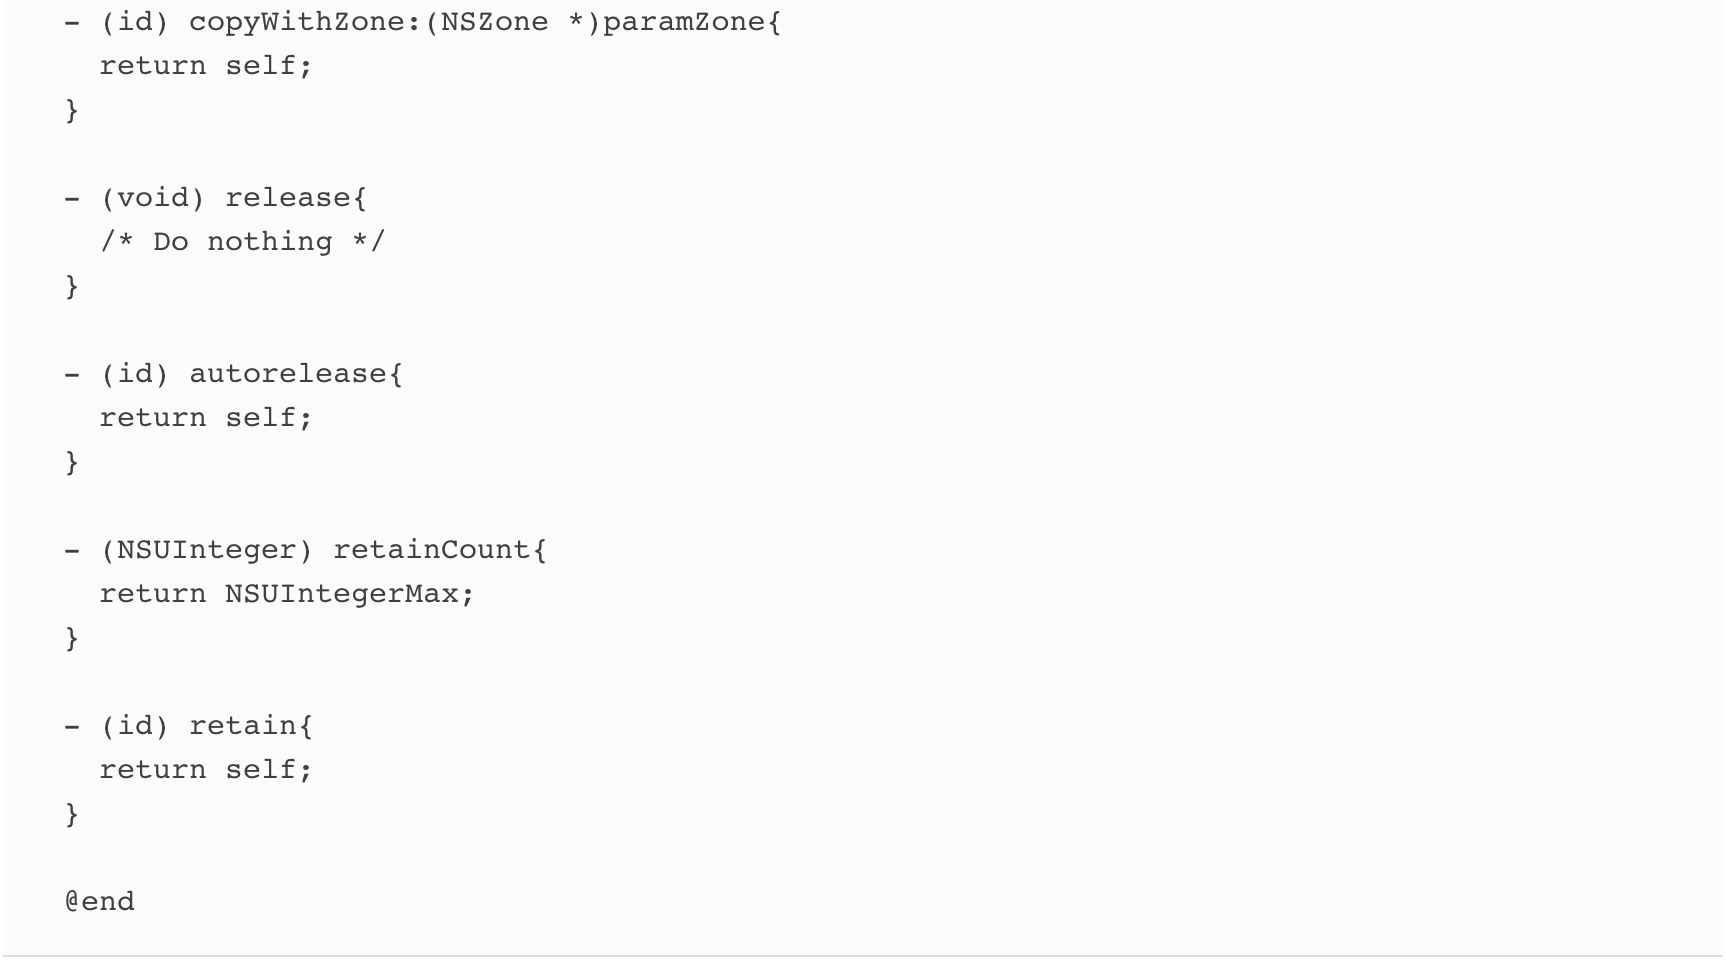 - (id) copyWithZone:(NSZone *)paramZone{
  return self;
}
- (void) release{
  /* Do nothing */
}
- (id) autorelease{
  return self;
}
- (NSUInteger) retainCount{
  return NSUIntegerMax;
}
- (id) retain{
  return self;
}
@end